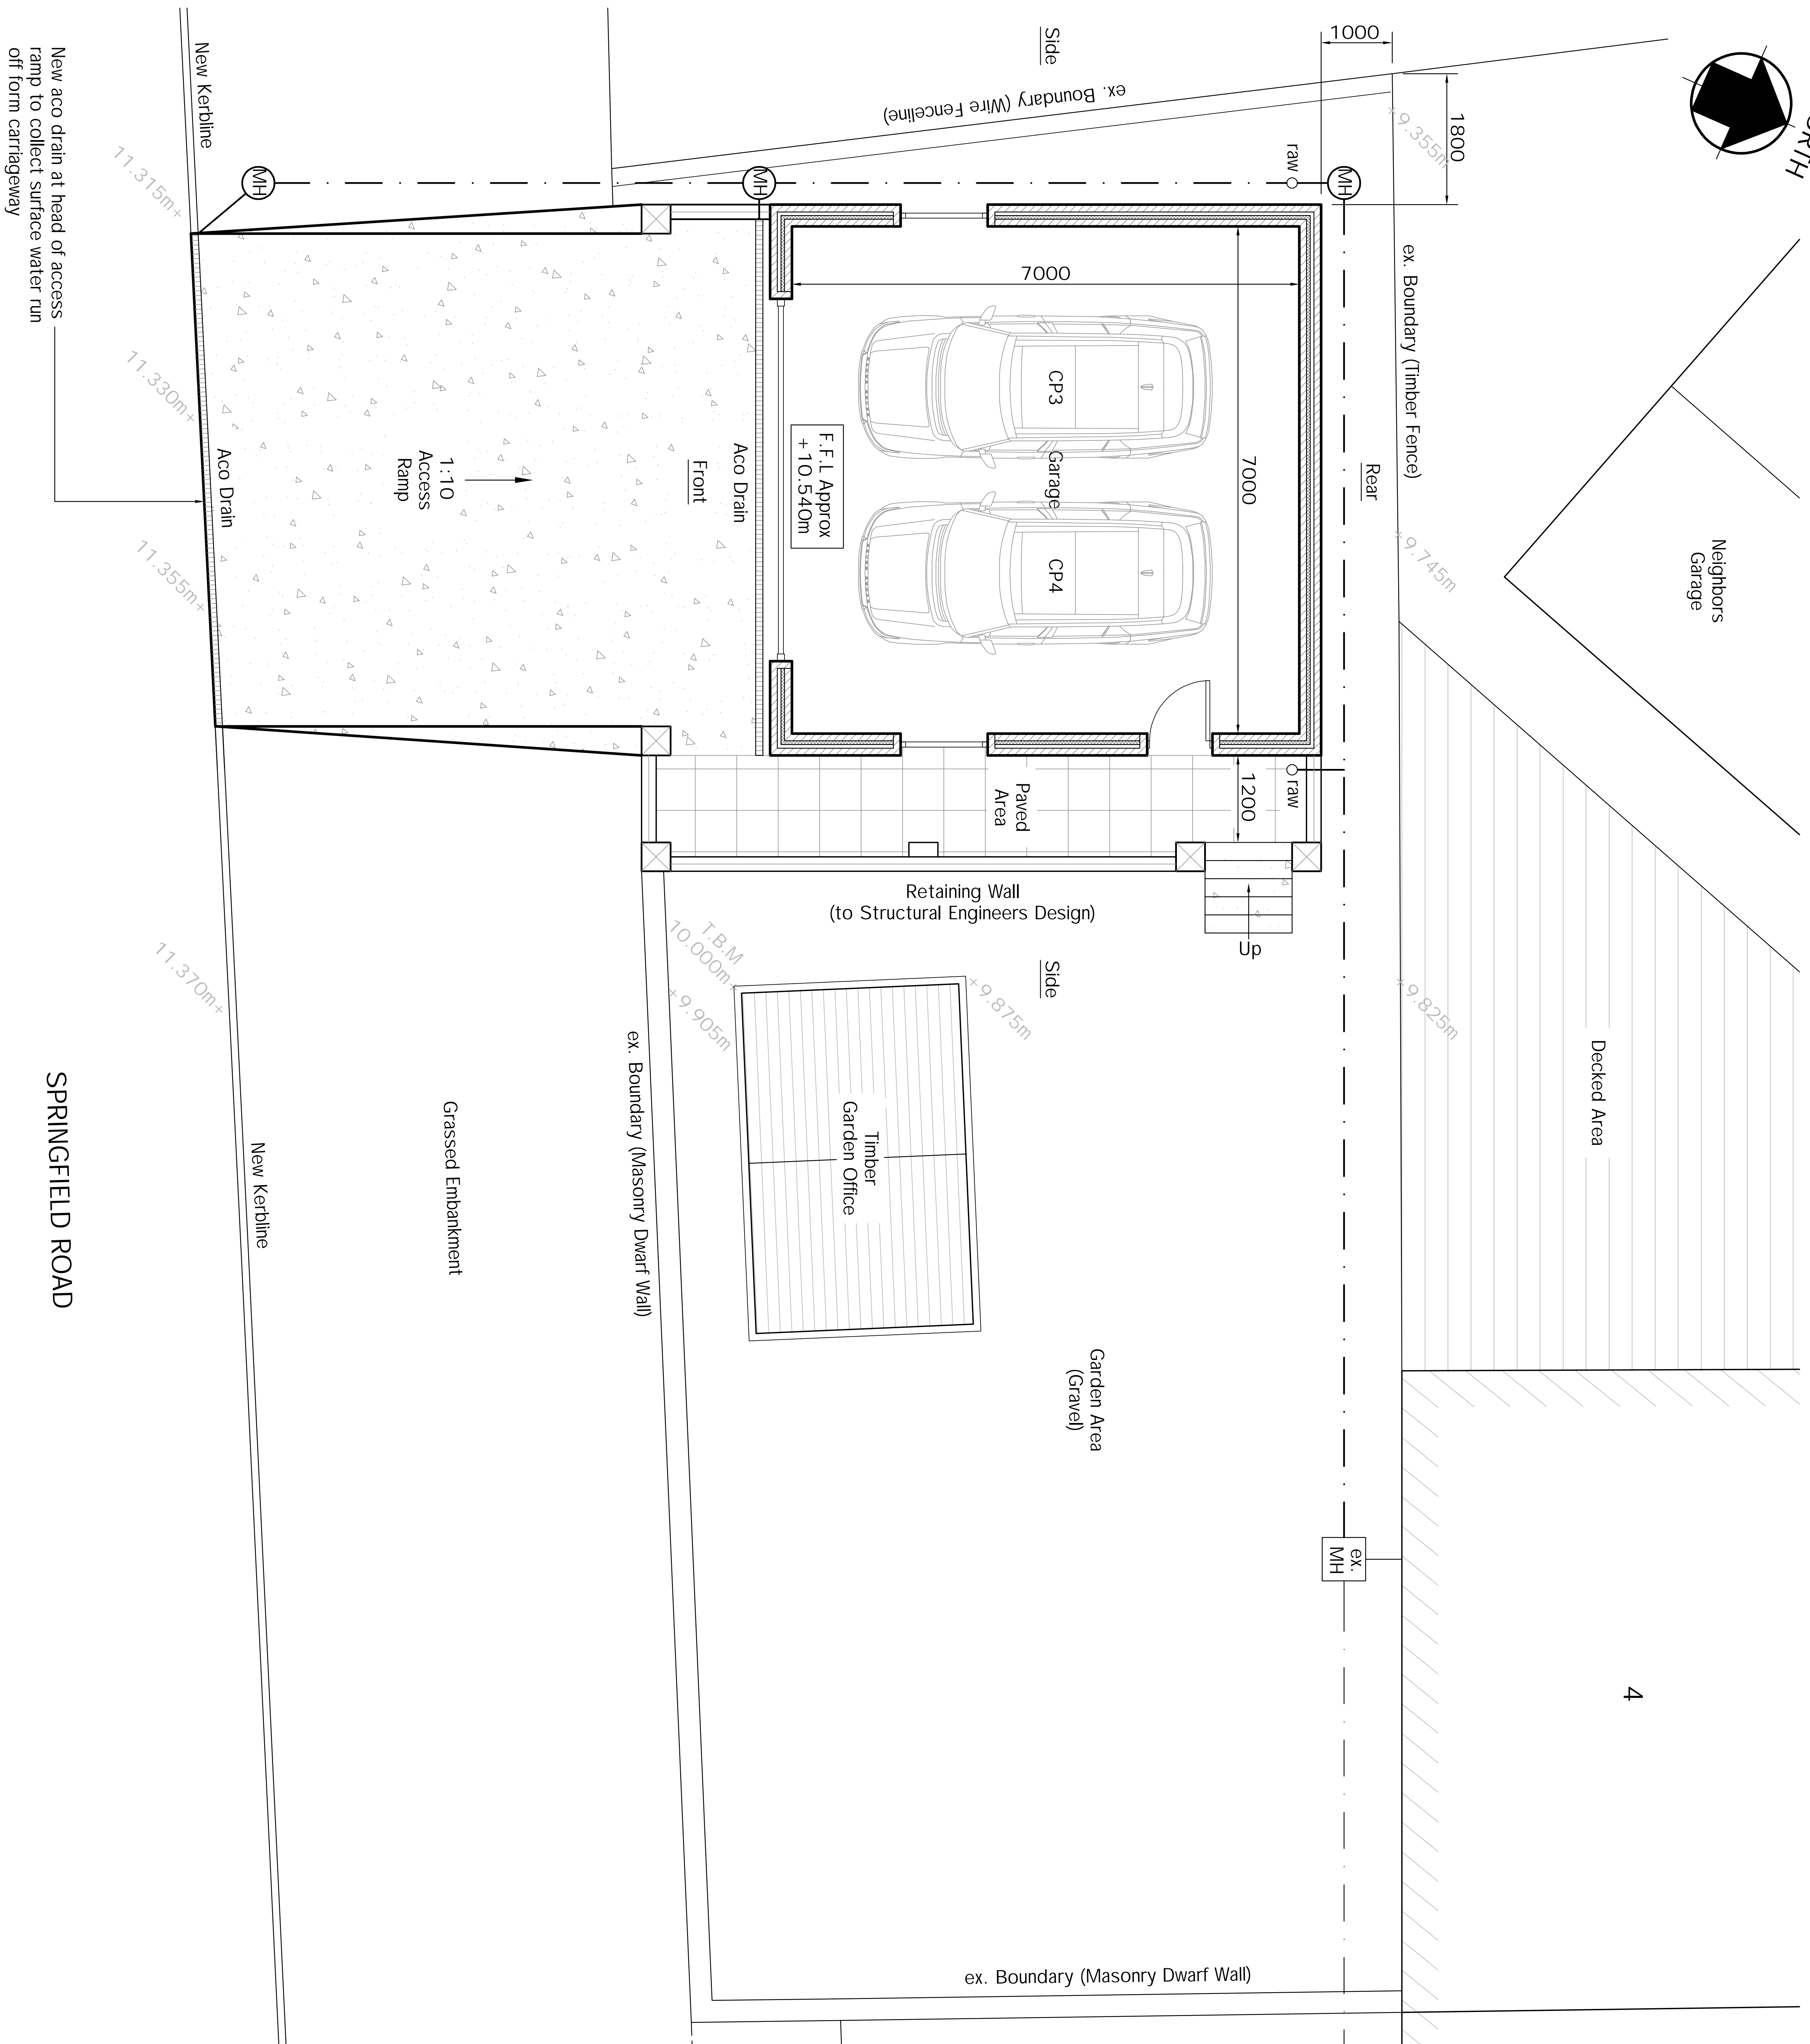 1000
1800
Side
ex. Boundary (Wire Fenceline)
+9.355m
New Kerbline
New aco drain at head of access
ramp to collect surface water run
off form carriageway
11.315m+
MH
MH
raw
MH
ex. Boundary (Timber Fence)
7000
7000
CP3
Garage
CP4
F.F.L Approx
+10.540m
Rear
Neighbors
Garage
11.330m+
Aco Drain
1:10
Access
Ramp
Front
Aco Drain
11.355m+
+9.745m
raw
1200
Paved
Area
Retaining Wall
(to Structural Engineers Design)
Up
T.B.M
10.000m+
+9.905m
Side
+9.875m
+9.825m
11.370m+
Decked Area
ex. Boundary (Masonry Dwarf Wall)
Timber
Garden Office
Grassed Embankment
New Kerbline
SPRINGFIELD ROAD
Garden Area
(Gravel)
ex.
MH
4
ex. Boundary (Masonry Dwarf Wall)